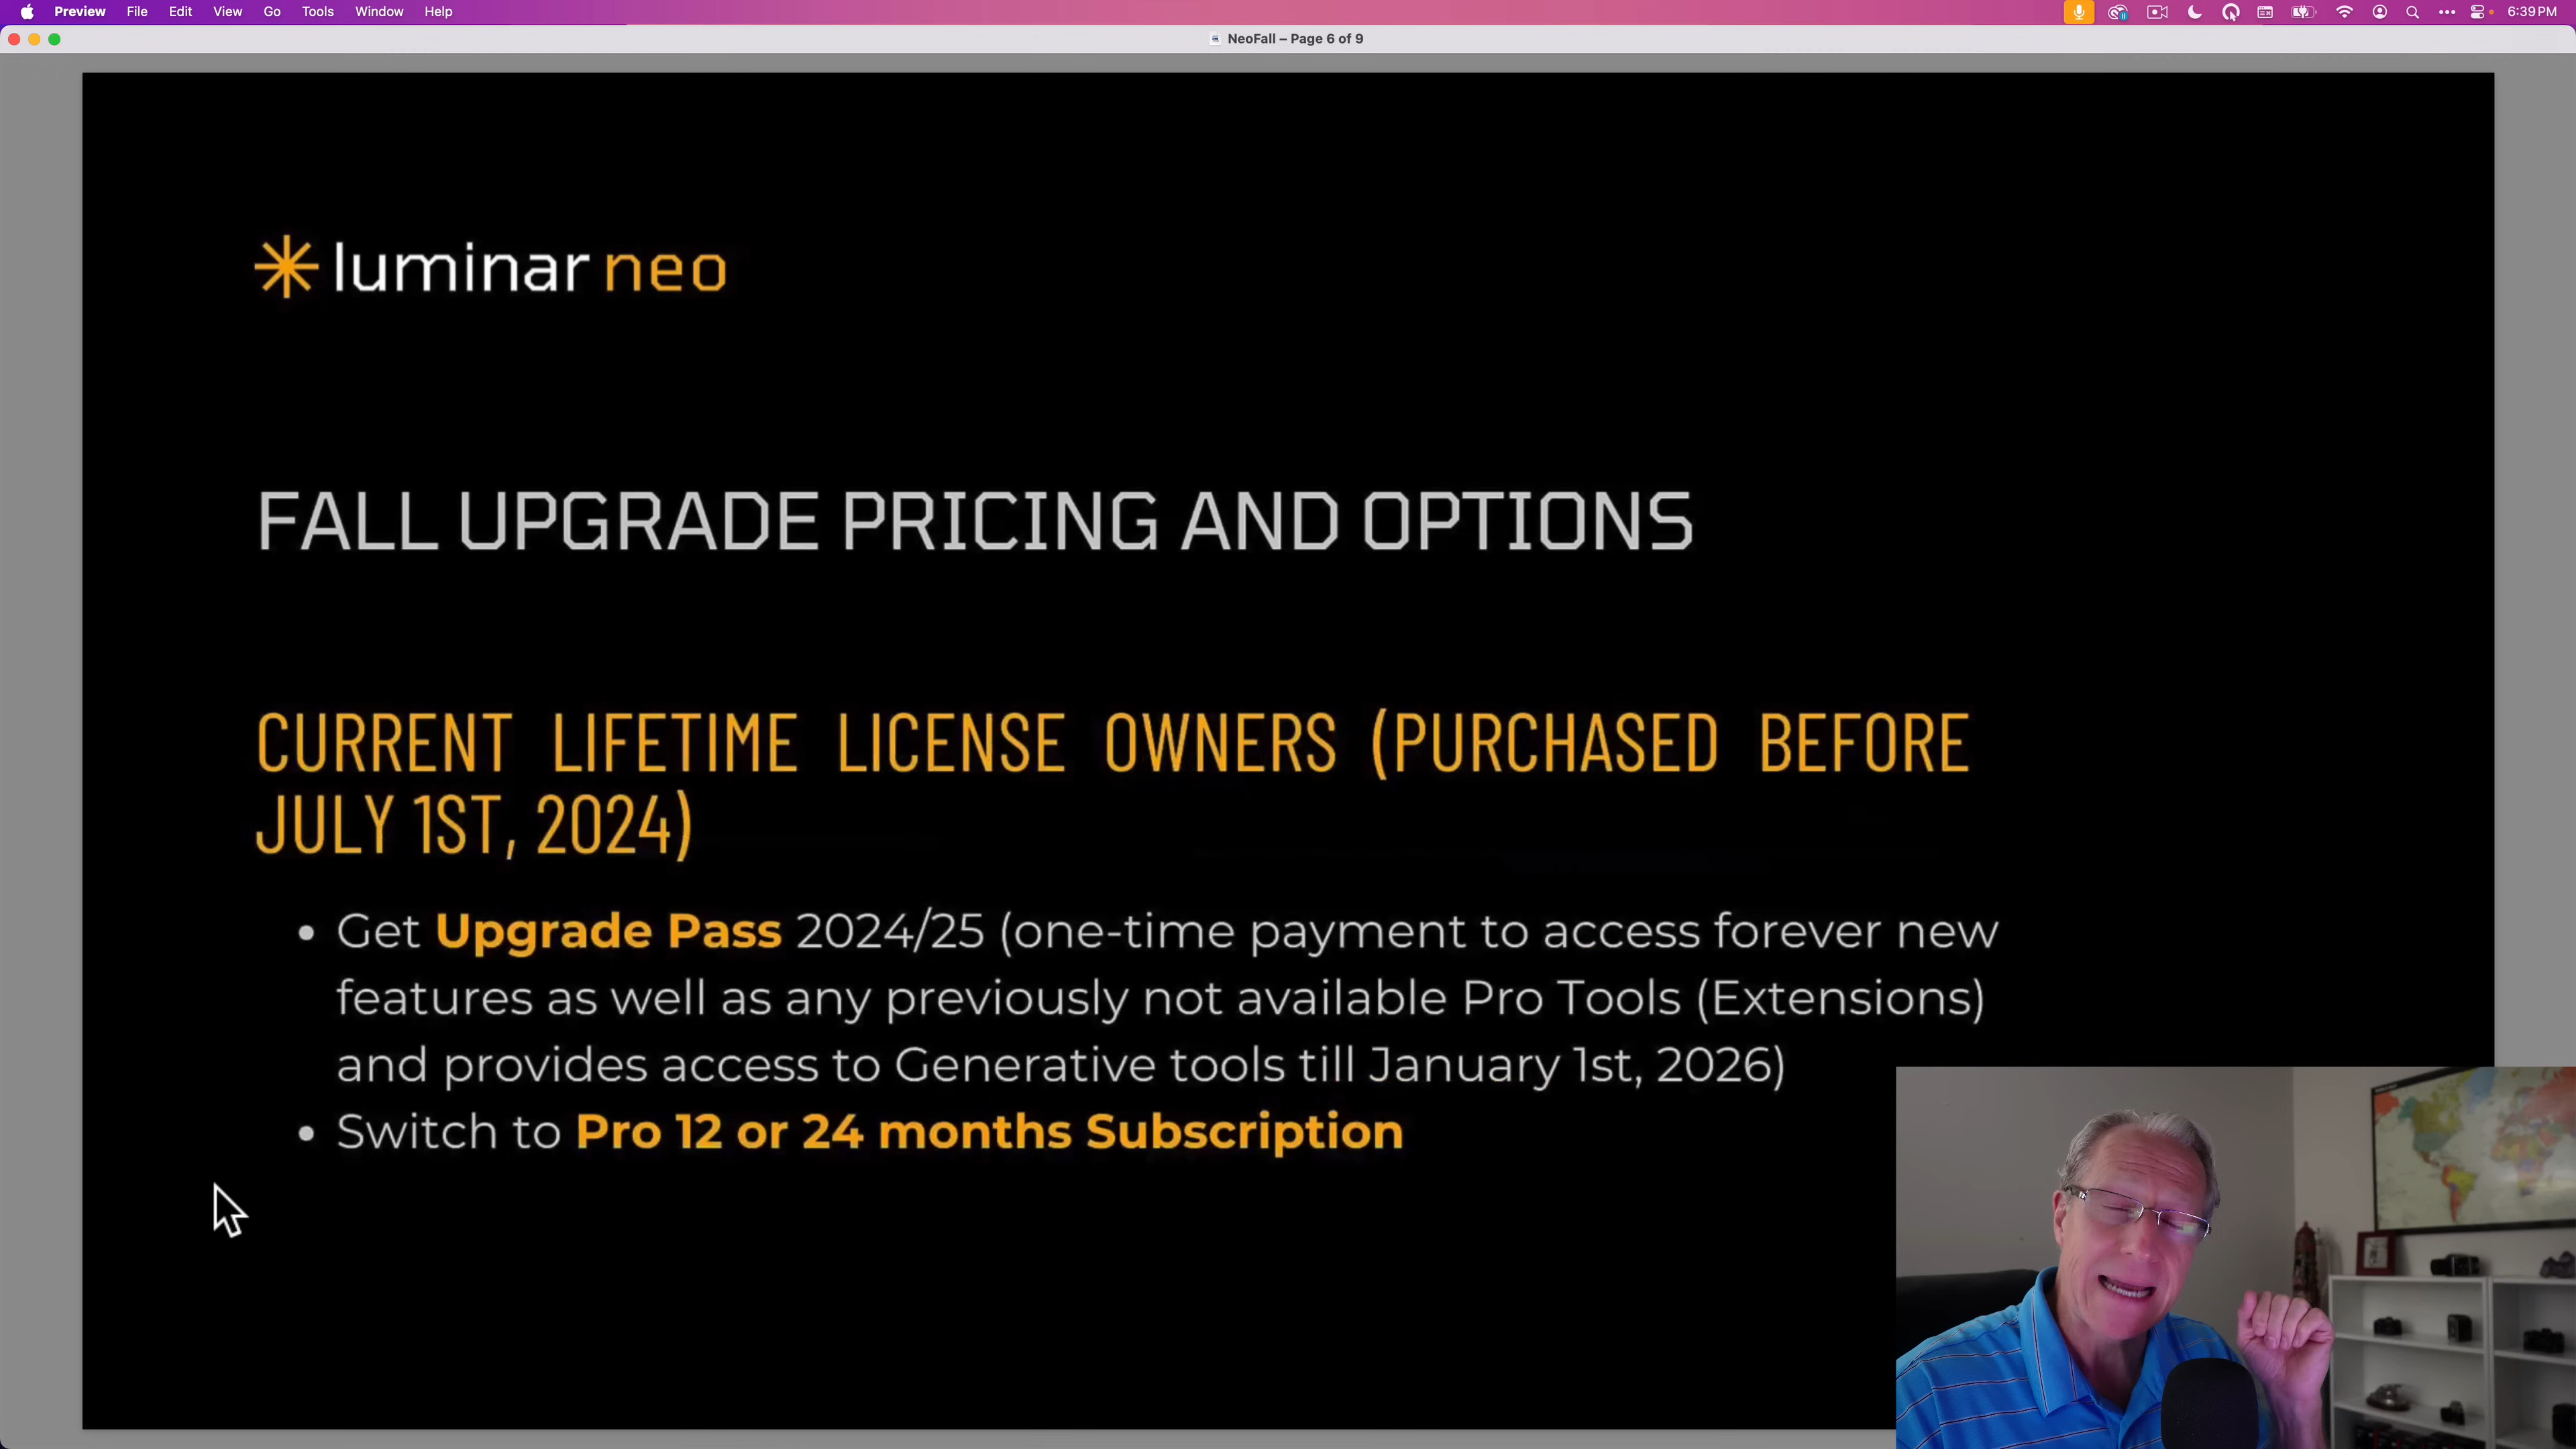 Preview File Edit View Go Tools Window Help 6:39 PM
NeoFall – Page 6 of 9
luminar neo
FALL UPGRADE PRICING AND OPTIONS
CURRENT LIFETIME LICENSE OWNERS (PURCHASED BEFORE
JULY 1ST, 2024)
• Get Upgrade Pass 2024/25 (one-time payment to access forever new
features as well as any previously not available Pro Tools (Extensions)
and provides access to Generative tools till January 1st, 2026)
• Switch to Pro 12 or 24 months Subscription